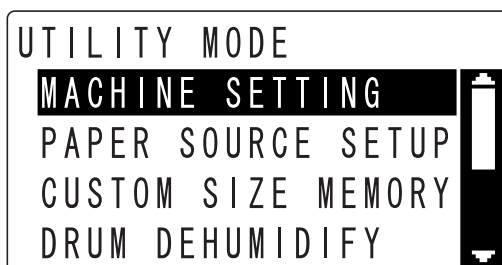 UTILITY MODE
MACHINE SETTING
PAPER SOURCE SETUP
CUSTOM SIZE MEMORY
DRUM DEHUMIDIFY